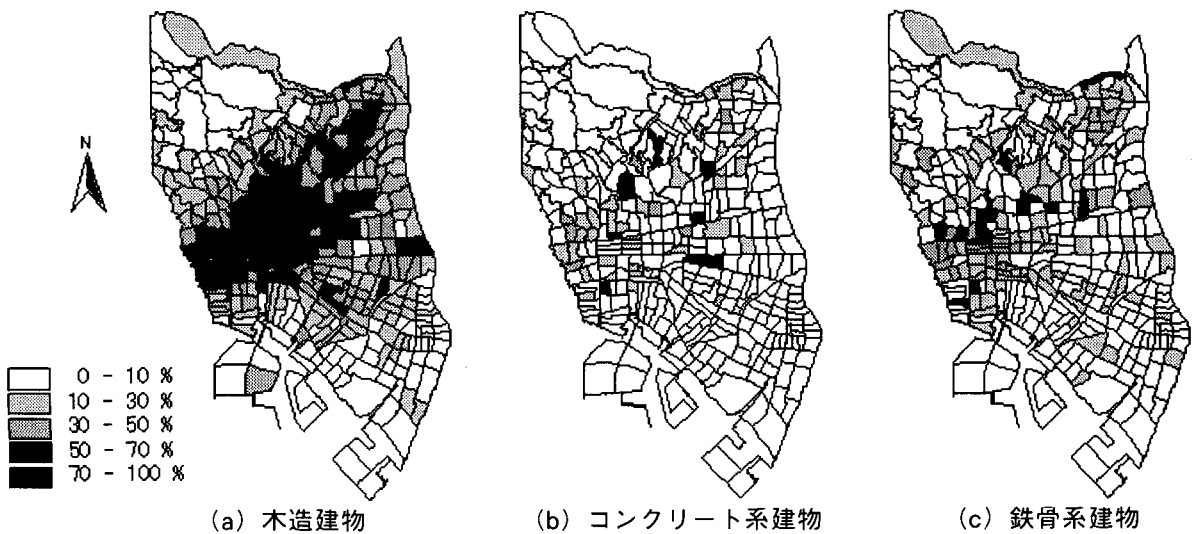 N
0 - 10 %
10 - 30 %
30 - 50 %
50 - 70 %
70 - 100 %
(a) 木造建物
(b) コンクリート系建物
(c) 鉄骨系建物